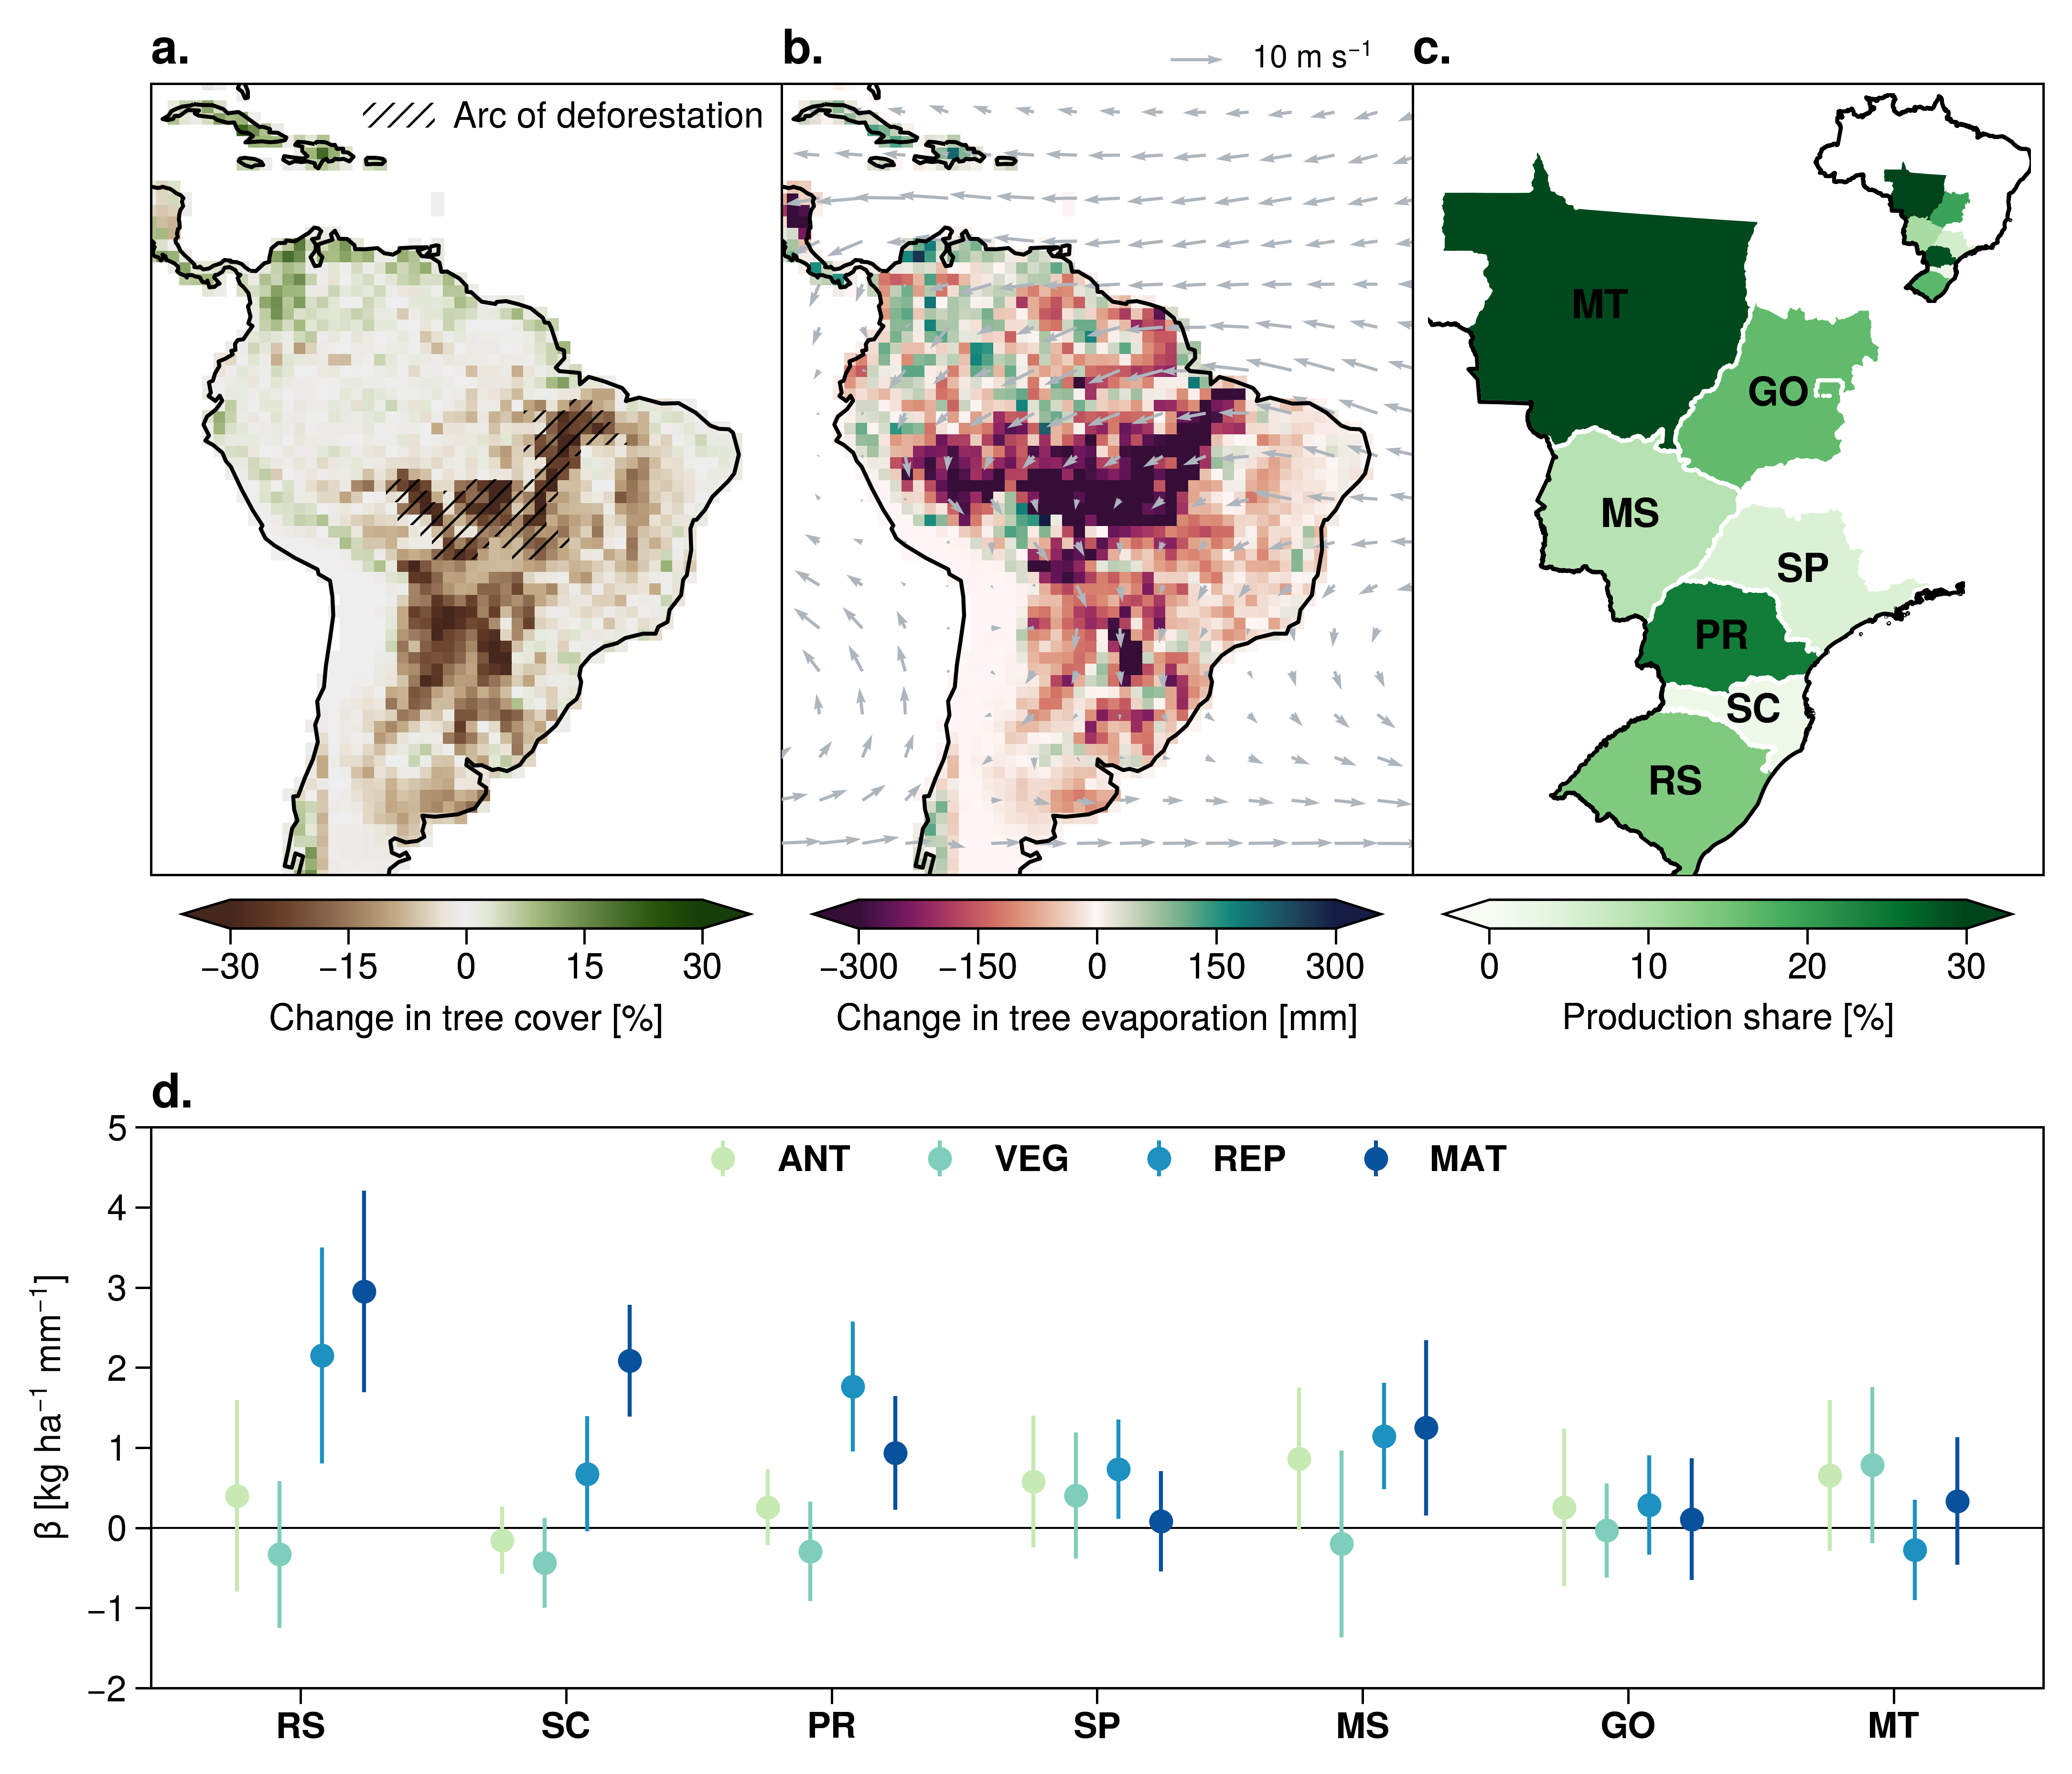 a.
b.
10 m s⁻¹
c.
Arc of deforestation
MT
GO
MS
SP
PR
SC
RS
−30 −15 0 15 30
Change in tree cover [%]
−300 −150 0 150 300
Change in tree evaporation [mm]
0 10 20 30
Production share [%]
d.
ANT VEG REP MAT
5
4
3
2
1
0
−1
−2
β [kg ha⁻¹ mm⁻¹]
RS SC PR SP MS GO MT